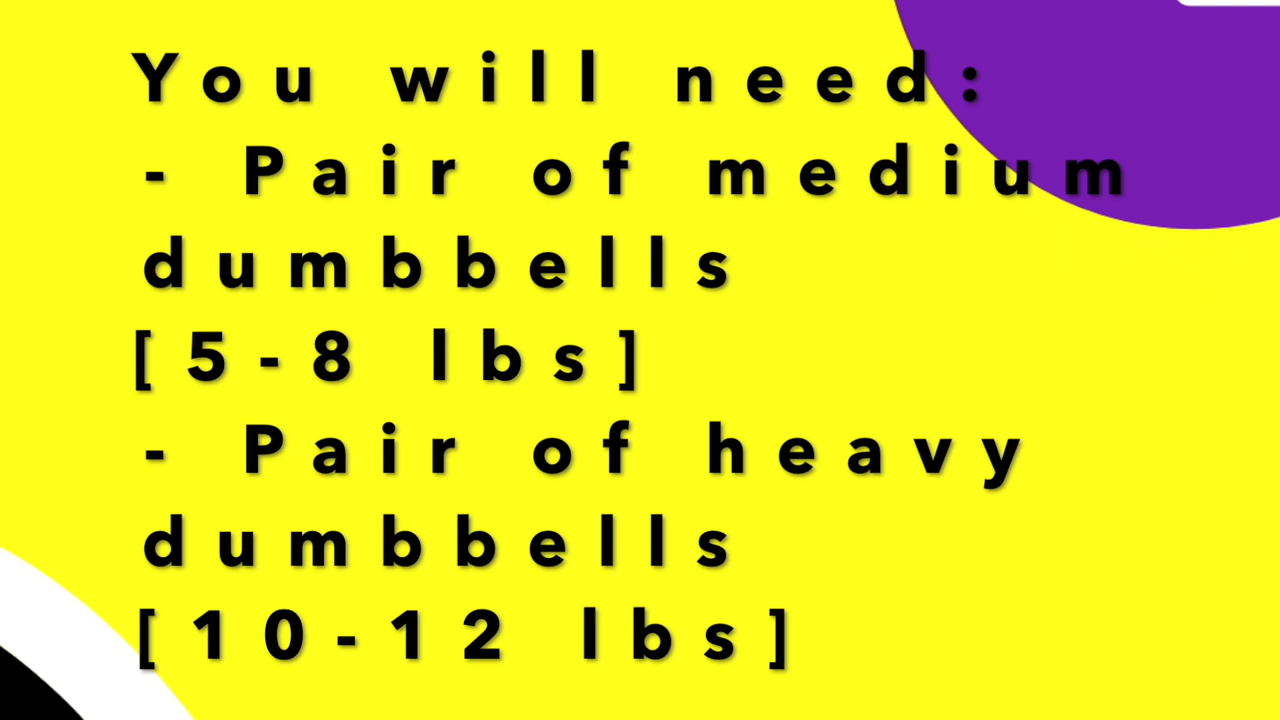 You will need:
- Pair of medium
dumbbells
[5-8 lbs]
- Pair of heavy
dumbbells
[10-12 lbs]